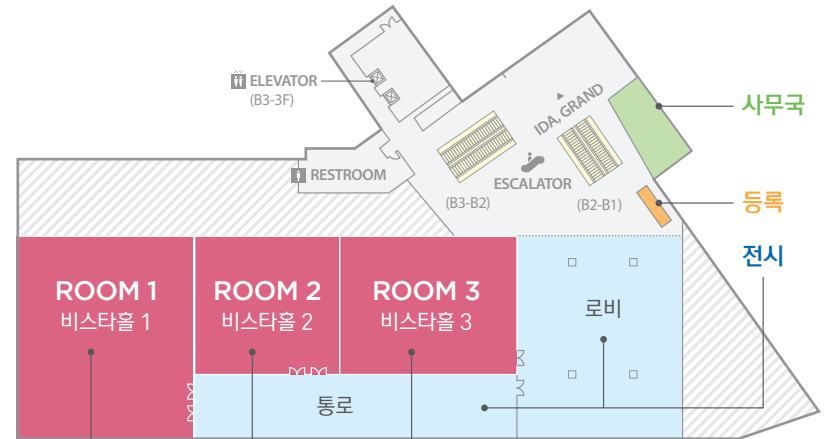 ELEVATOR
(B3-3F)
IDA, GRAND
사무국
RESTROOM
ESCALATOR
(B3-B2)
(B2-B1)
등록
전시
ROOM 1
비스타홀 1
ROOM 2
비스타홀 2
ROOM 3
비스타홀 3
로비
통로